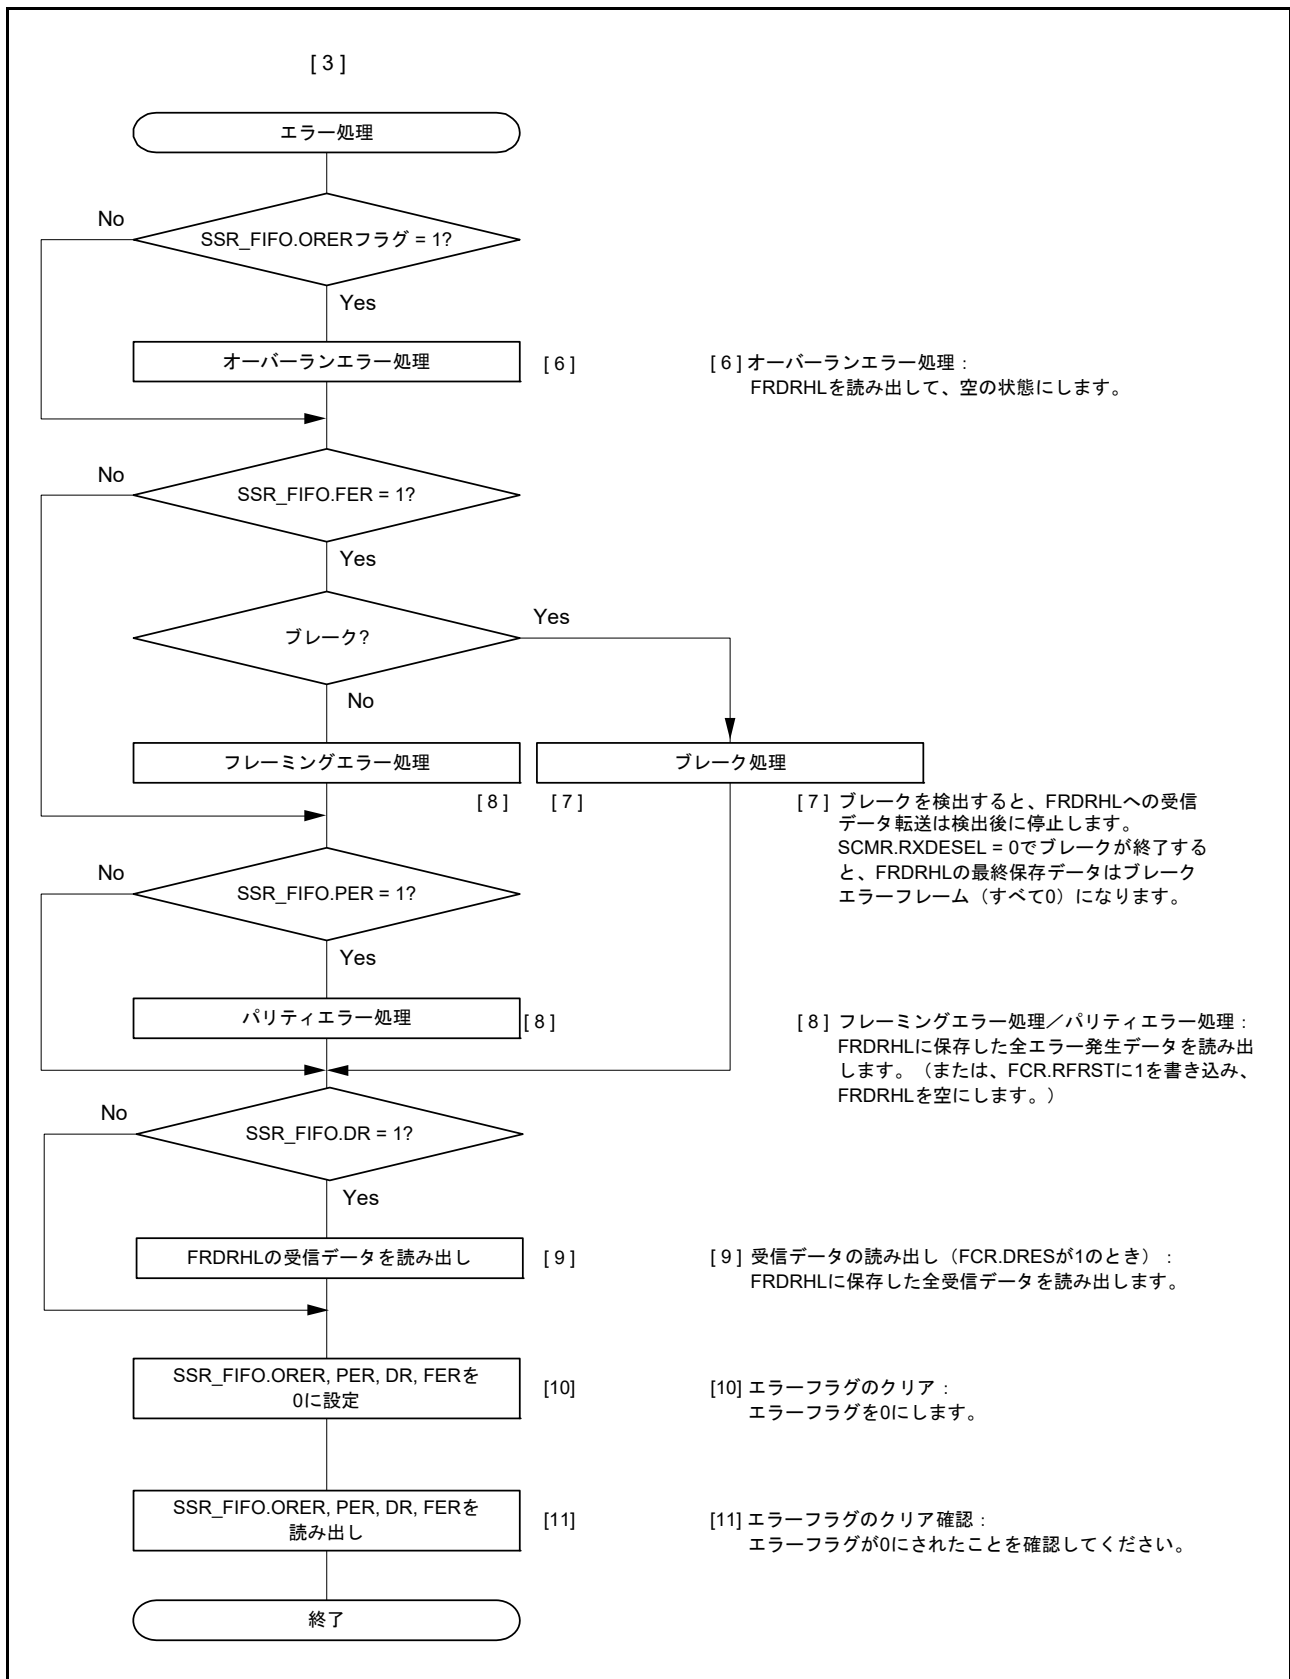 [ 3 ]
エラー処理
No
SSR_FIFO.ORERフラグ = 1?
Yes
オーバーランエラー処理
[ 6 ]
[ 6 ] オーバーランエラー処理：
FRDRHLを読み出して、空の状態にします。
No
SSR_FIFO.FER = 1?
Yes
ブレーク?
Yes
No
フレーミングエラー処理
ブレーク処理
[ 8 ]
[ 7 ]
[ 7 ] ブレークを検出すると、FRDRHLへの受信
データ転送は検出後に停止します。
SCMR.RXDESEL = 0でブレークが終了する
と、FRDRHLの最終保存データはブレーク
エラーフレーム（すべて0）になります。
No
SSR_FIFO.PER = 1?
Yes
パリティエラー処理
[ 8 ]
[ 8 ] フレーミングエラー処理／パリティエラー処理：
FRDRHLに保存した全エラー発生データを読み出
します。（または、FCR.RFRSTに1を書き込み、
FRDRHLを空にします。）
No
SSR_FIFO.DR = 1?
Yes
FRDRHLの受信データを読み出し
[ 9 ]
[ 9 ] 受信データの読み出し（FCR.DRESが1のとき）：
FRDRHLに保存した全受信データを読み出します。
SSR_FIFO.ORER, PER, DR, FERを
0に設定
[10]
[10] エラーフラグのクリア：
エラーフラグを0にします。
SSR_FIFO.ORER, PER, DR, FERを
読み出し
[11]
[11] エラーフラグのクリア確認：
エラーフラグが0にされたことを確認してください。
終了